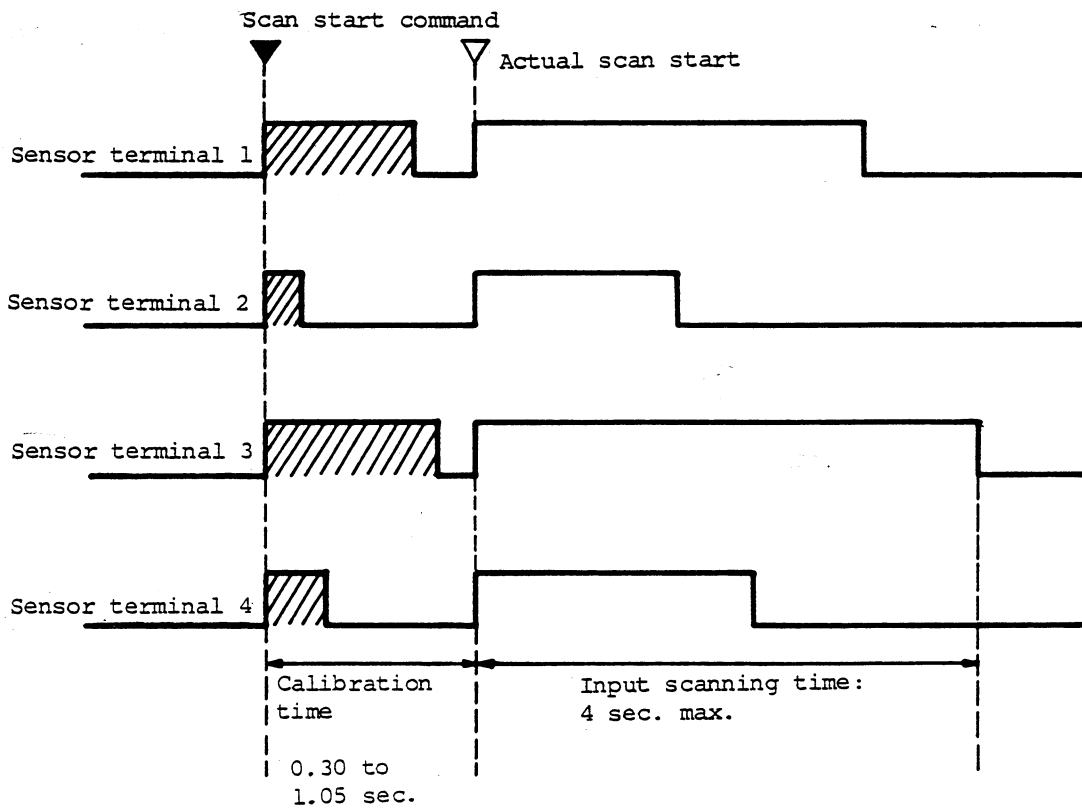 Scan start command
Actual scan start
Sensor terminal 1
Sensor terminal 2
Sensor terminal 3
Sensor terminal 4
Calibration
time
0.30 to
1.05 sec.
Input scanning time:
4 sec. max.